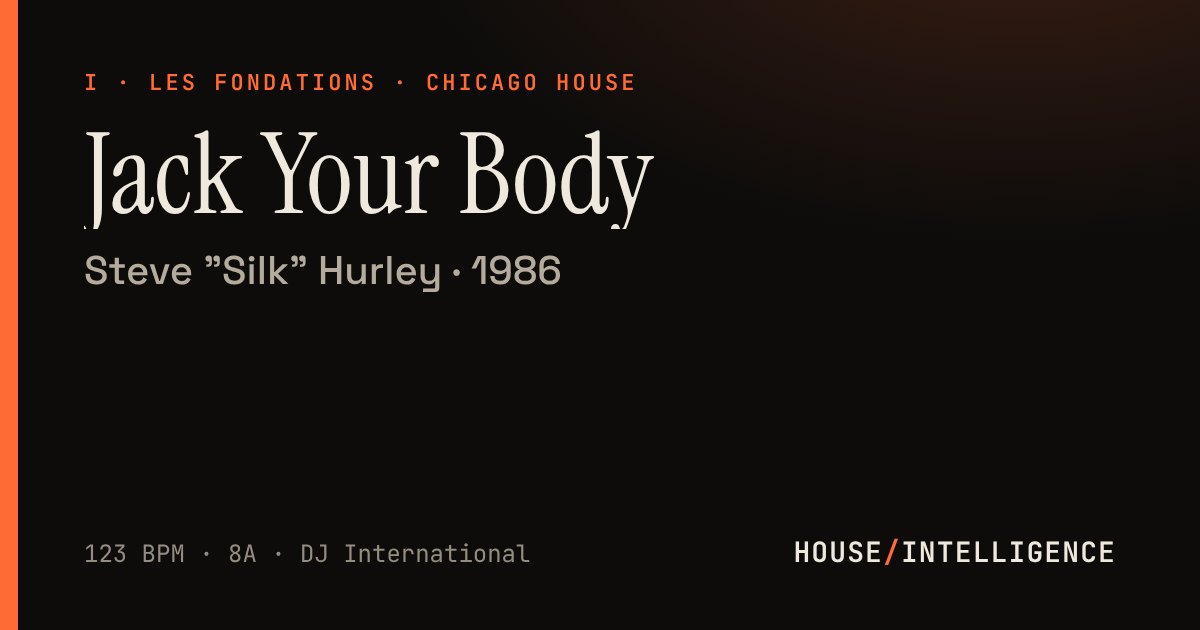 I · LES FONDATIONS · CHICAGO HOUSE
Jack Your Body
Steve ”Silk” Hurley · 1986
123 BPM · 8A · DJ International
HOUSE/INTELLIGENCE